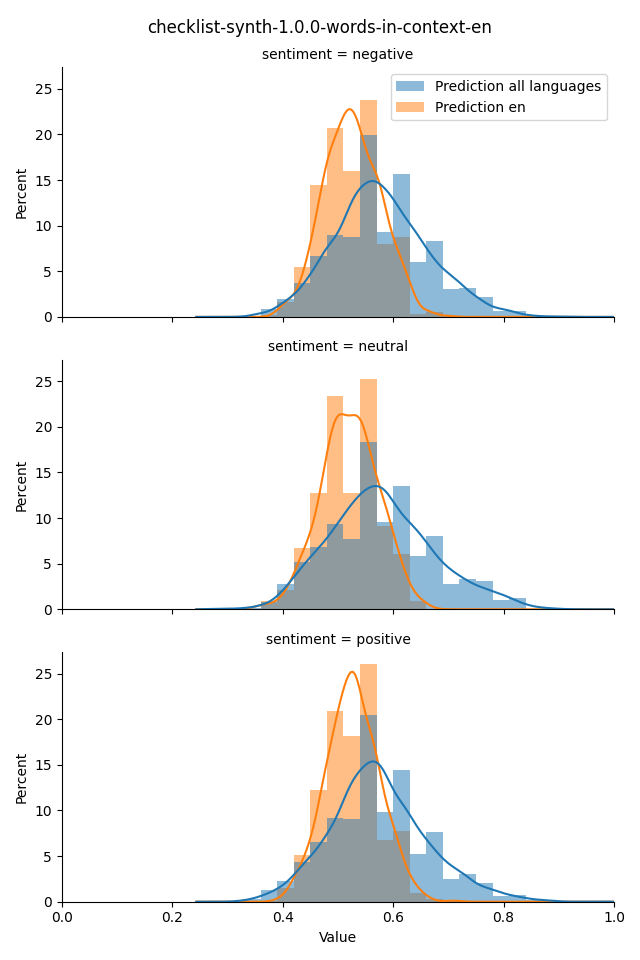 checklist-synth-1.0.0-words-in-context-en
sentiment = negative
Prediction all languages
Prediction en
25
20
15
10
5
0
Percent
sentiment = neutral
25
20
15
10
5
0
Percent
sentiment = positive
25
20
15
10
5
0
Percent
0.0 0.2 0.4 0.6 0.8 1.0
Value